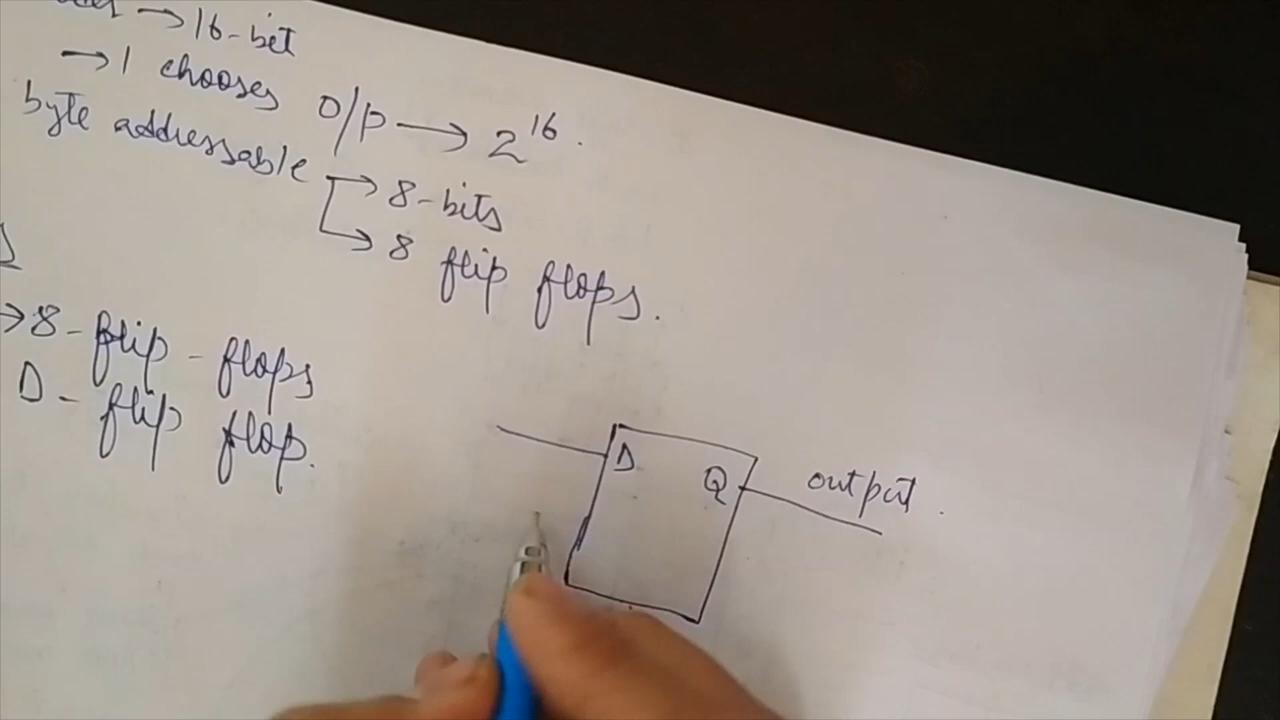 → 16-bit
→ 1 chooses O/P → 2^16.
byte addressable → 8-bits
→ 8 flip flops.
→ 8-flip-flops
D-flip flop.
D
Q
output.